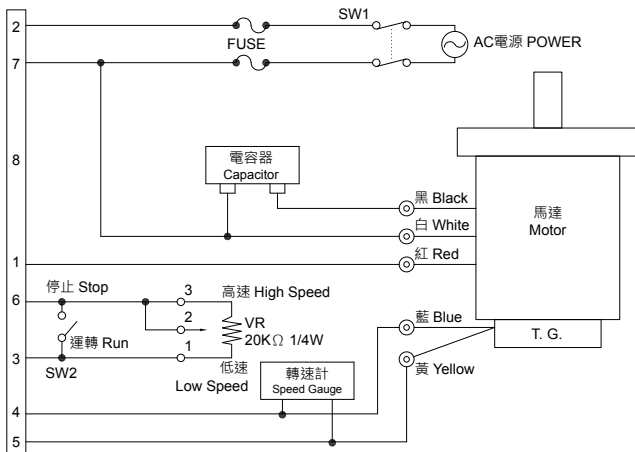 2
SW1
FUSE
AC電源 POWER
7
8
電容器
Capacitor
黑 Black
白 White
馬達
Motor
1
紅 Red
停止 Stop
3
高速 High Speed
6
2
VR
20KΩ 1/4W
運轉 Run
1
3
SW2
低速
Low Speed
藍 Blue
T. G.
黃 Yellow
轉速計
Speed Gauge
4
5